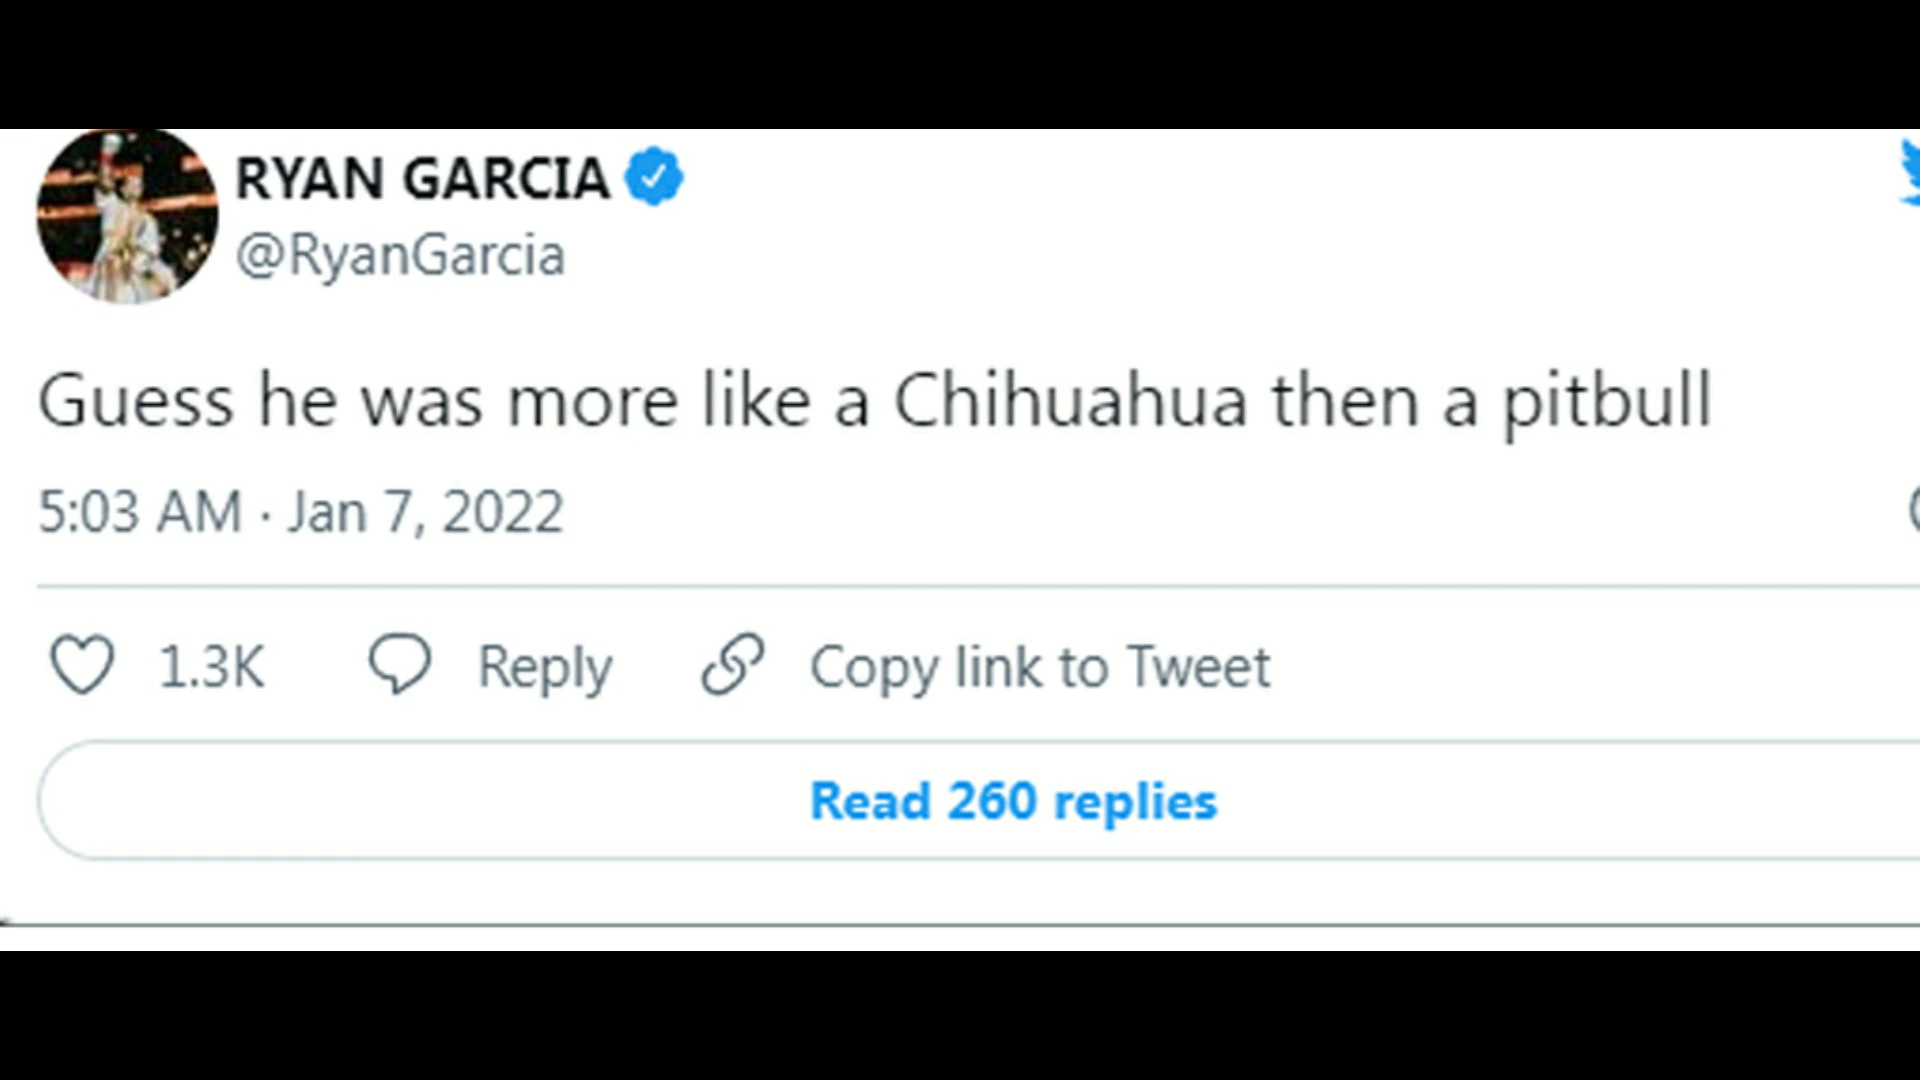 RYAN GARCIA
@RyanGarcia
Guess he was more like a Chihuahua then a pitbull
5:03 AM · Jan 7, 2022
1.3K Reply Copy link to Tweet
Read 260 replies